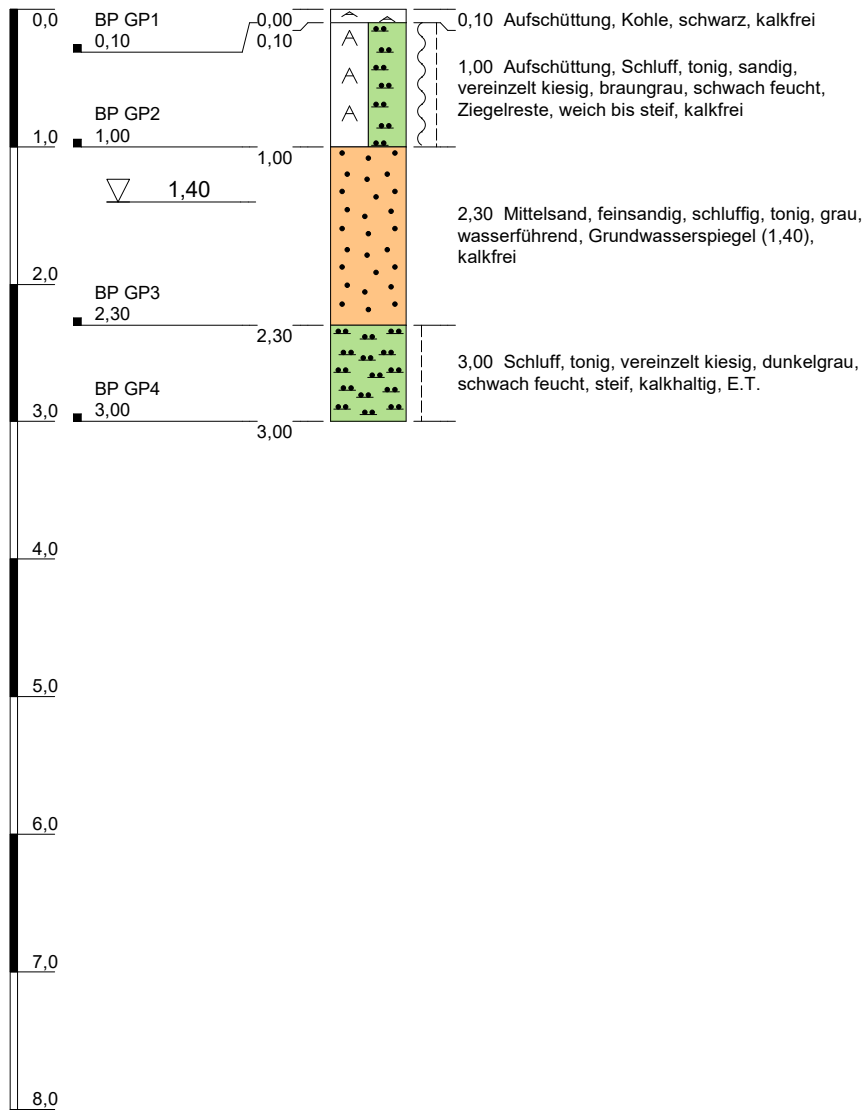 0,0
BP GP1
0,10
0,00
0,10
0,10 Aufschüttung, Kohle, schwarz, kalkfrei
A
A
A
1,00 Aufschüttung, Schluff, tonig, sandig,
vereinzelt kiesig, braungrau, schwach feucht,
Ziegelreste, weich bis steif, kalkfrei
BP GP2
1,00
1,0
1,00
1,40
2,30 Mittelsand, feinsandig, schluffig, tonig, grau,
wasserführend, Grundwasserspiegel (1,40),
kalkfrei
2,0
BP GP3
2,30
2,30
3,00 Schluff, tonig, vereinzelt kiesig, dunkelgrau,
schwach feucht, steif, kalkhaltig, E.T.
BP GP4
3,00
3,0
3,00
4,0
5,0
6,0
7,0
8,0